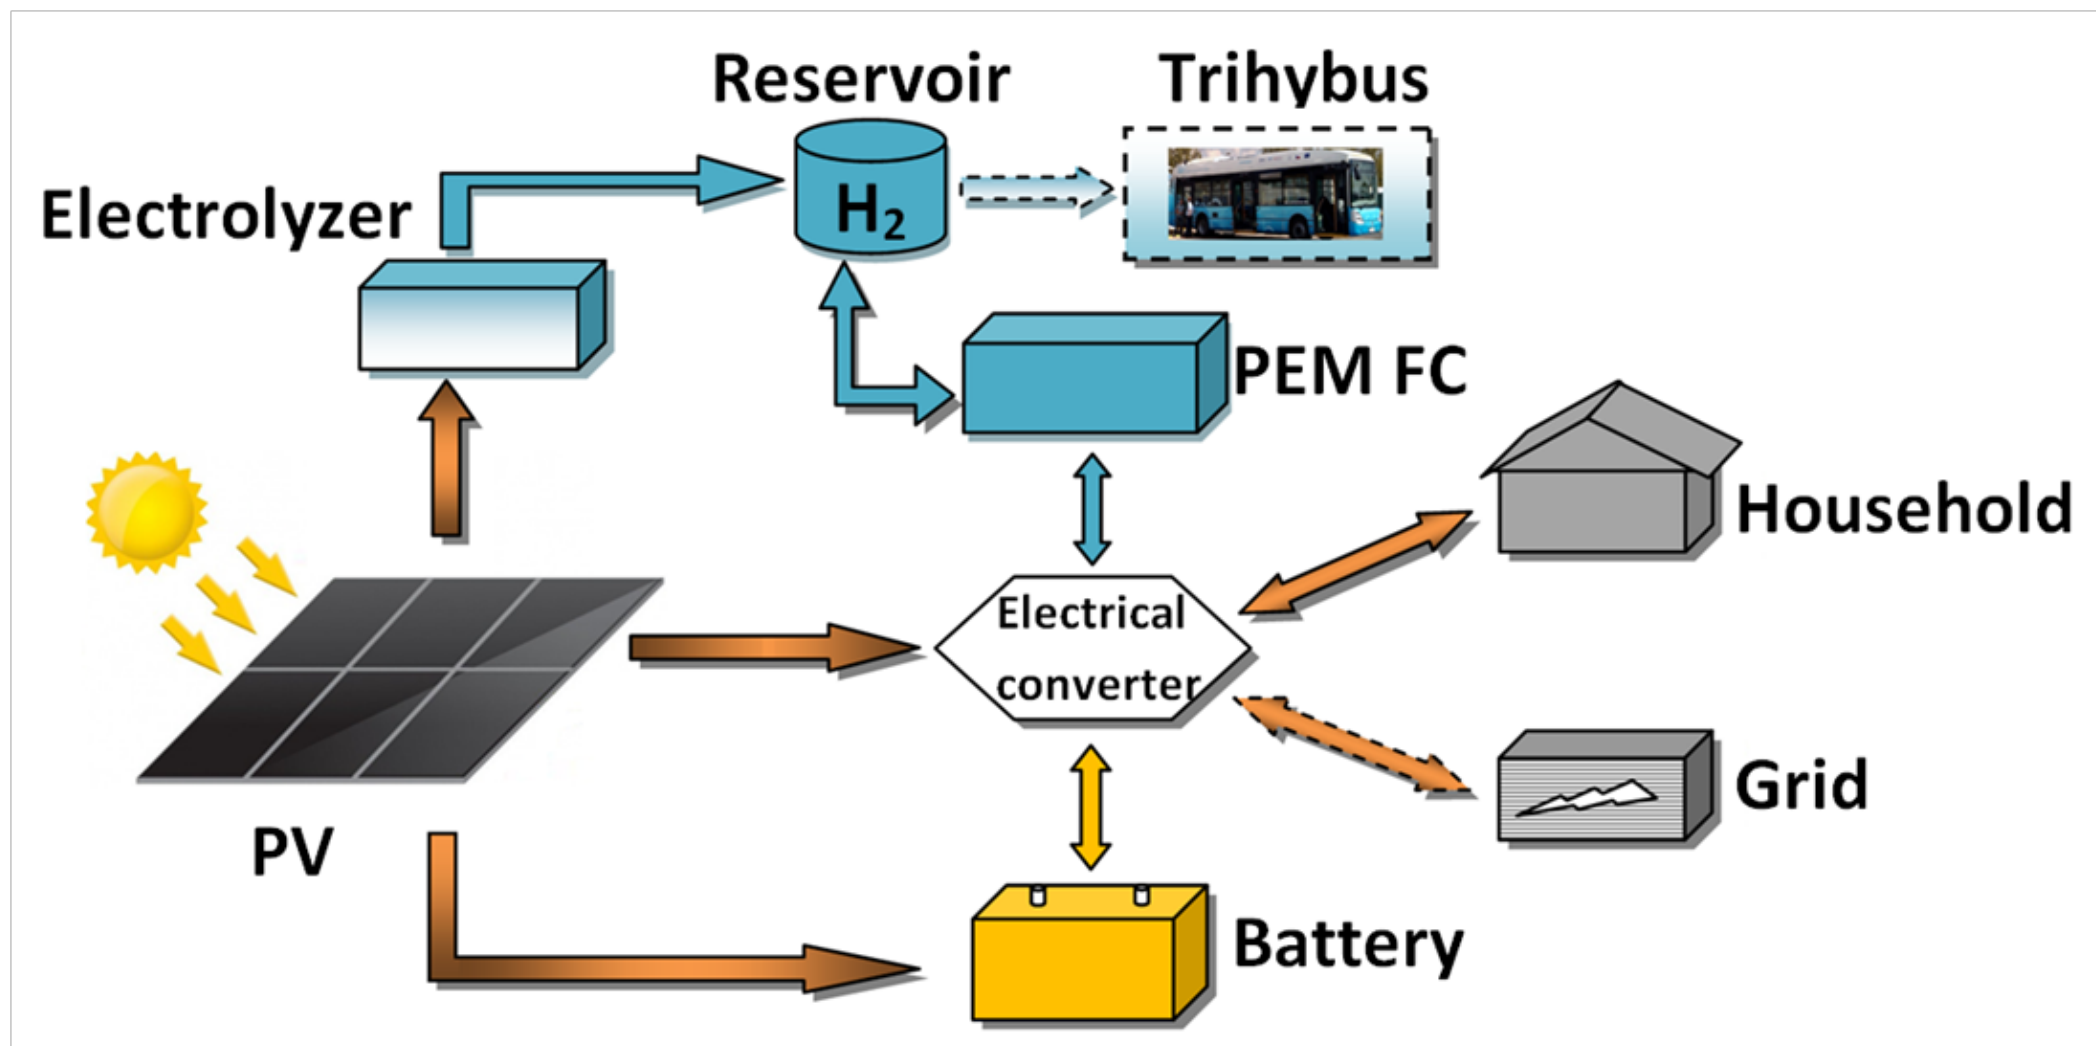 Reservoir
Trihybus
H₂
Electrolyzer
PEM FC
Household
Electrical
converter
Grid
PV
Battery